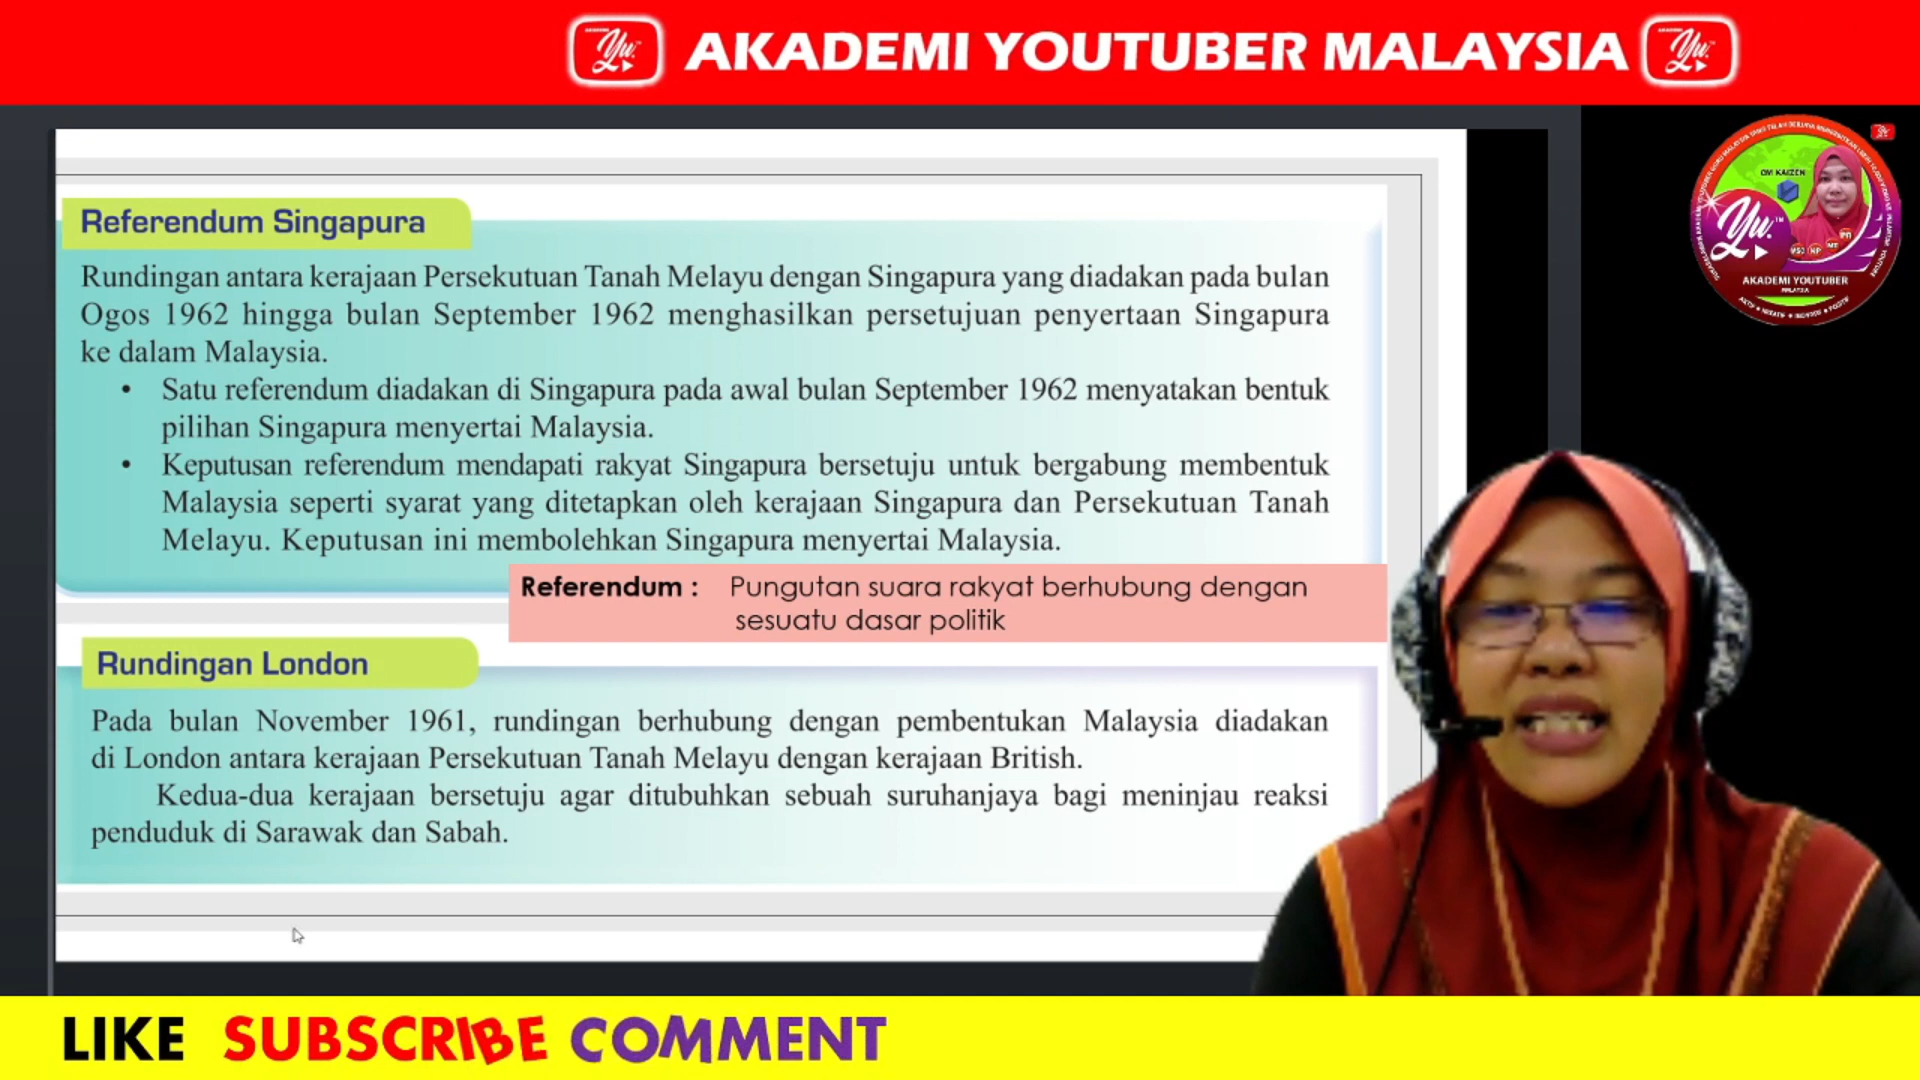 AKADEMI YOUTUBER MALAYSIA
Referendum Singapura
Rundingan antara kerajaan Persekutuan Tanah Melayu dengan Singapura yang diadakan pada bulan
Ogos 1962 hingga bulan September 1962 menghasilkan persetujuan penyertaan Singapura
ke dalam Malaysia.
• Satu referendum diadakan di Singapura pada awal bulan September 1962 menyatakan bentuk
pilihan Singapura menyertai Malaysia.
• Keputusan referendum mendapati rakyat Singapura bersetuju untuk bergabung membentuk
Malaysia seperti syarat yang ditetapkan oleh kerajaan Singapura dan Persekutuan Tanah
Melayu. Keputusan ini membolehkan Singapura menyertai Malaysia.
Referendum : Pungutan suara rakyat berhubung dengan
sesuatu dasar politik
Rundingan London
Pada bulan November 1961, rundingan berhubung dengan pembentukan Malaysia diadakan
di London antara kerajaan Persekutuan Tanah Melayu dengan kerajaan British.
Kedua-dua kerajaan bersetuju agar ditubuhkan sebuah suruhanjaya bagi meninjau reaksi
penduduk di Sarawak dan Sabah.
CIKGU KAIZEN
Yu.
AKADEMI YOUTUBER
MALAYSIA
LIKE SUBSCRIBE COMMENT